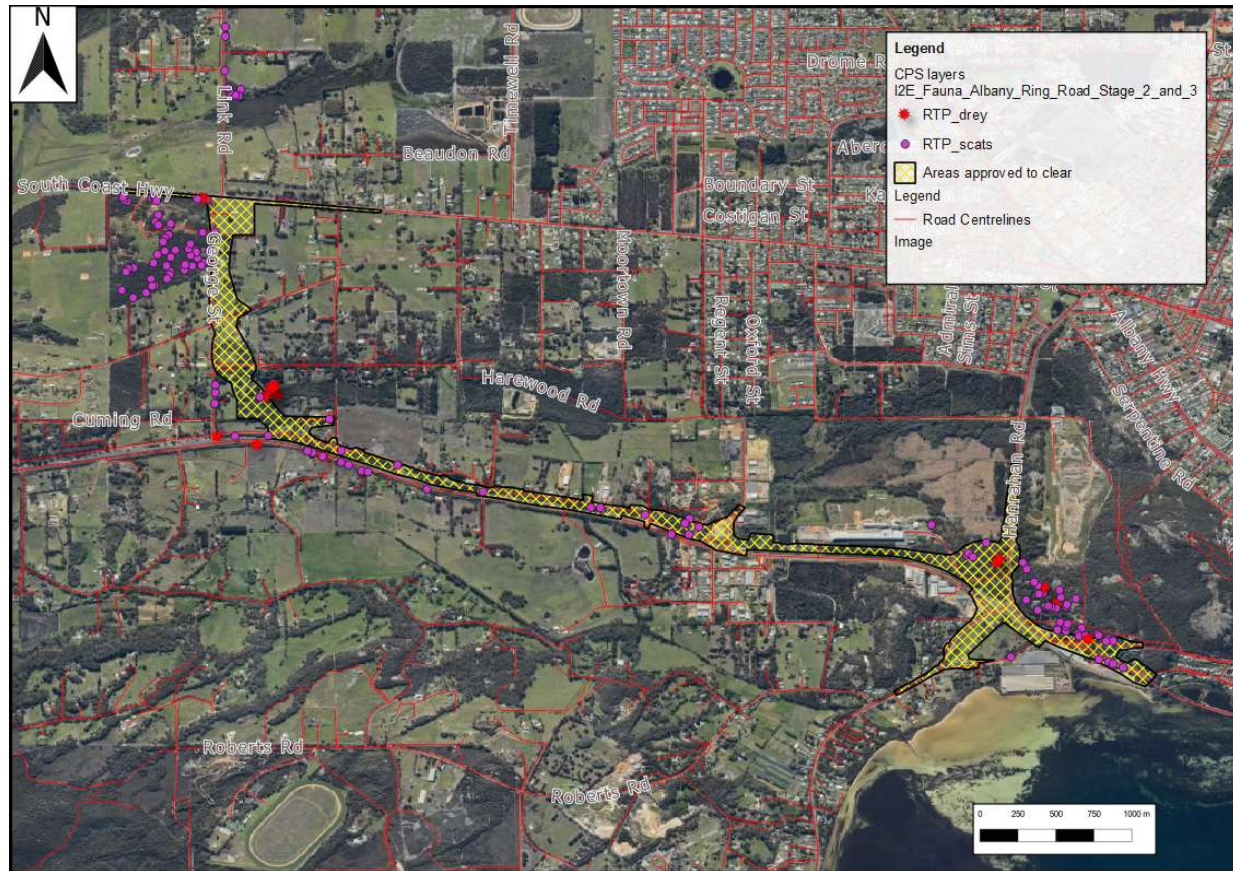 N
Legend
CPS layers
I2E_Fauna_Albany_Ring_Road_Stage_2_and_3
RTP_drey
RTP_scats
Areas approved to clear
Legend
Road Centrelines
Image
Link Rd
Timewell Rd
Drome R
St
Beaudon Rd
Aberc
South Coast Hwy
Boundary St
Ka
Costigan St
George St
Moortown Rd
Regent St
Oxford St
Admiral
Sims St
Albany Hwy
Serpentine Rd
Harewood Rd
Cuming Rd
Hanrahan Rd
Roberts Rd
Roberts Rd
0 250 500 750 1000 m